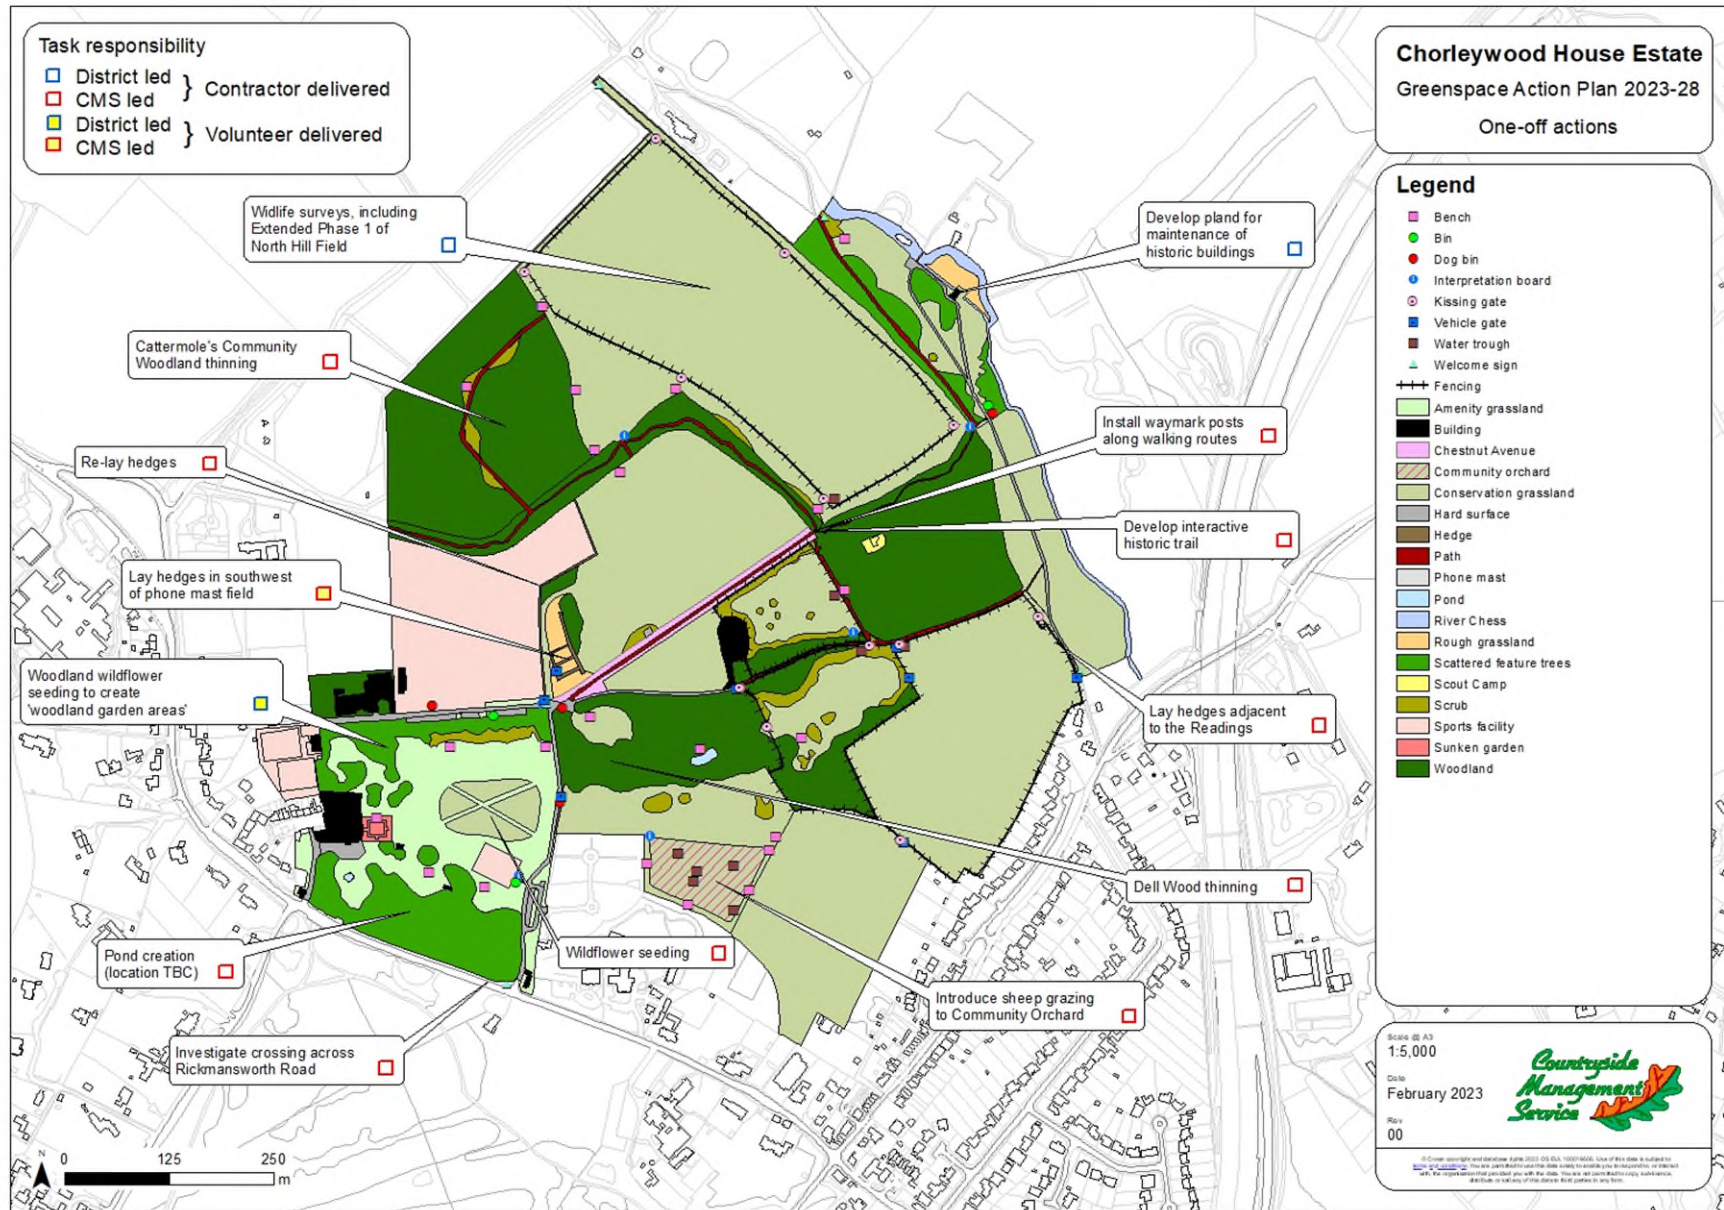 Task responsibility
District led
CMS led
} Contractor delivered
District led
CMS led
} Volunteer delivered
Chorleywood House Estate
Greenspace Action Plan 2023-28
One-off actions
Widlife surveys, including
Extended Phase 1 of
North Hill Field
Develop pland for
maintenance of
historic buildings
Cattermole's Community
Woodland thinning
Install waymark posts
along walking routes
Re-lay hedges
Develop interactive
historic trail
Lay hedges in southwest
of phone mast field
Woodland wildflower
seeding to create
'woodland garden areas'
Lay hedges adjacent
to the Readings
Dell Wood thinning
Pond creation
(location TBC)
Wildflower seeding
Introduce sheep grazing
to Community Orchard
Investigate crossing across
Rickmansworth Road
Legend
Bench
Bin
Dog bin
Interpretation board
Kissing gate
Vehicle gate
Water trough
Welcome sign
Fencing
Amenity grassland
Building
Chestnut Avenue
Community orchard
Conservation grassland
Hard surface
Hedge
Path
Phone mast
Pond
River Chess
Rough grassland
Scattered feature trees
Scout Camp
Scrub
Sports facility
Sunken garden
Woodland
Scale @ A3
1:5,000
Date
February 2023
Rev
00
Countryside
Management
Service
N
0 125 250
m